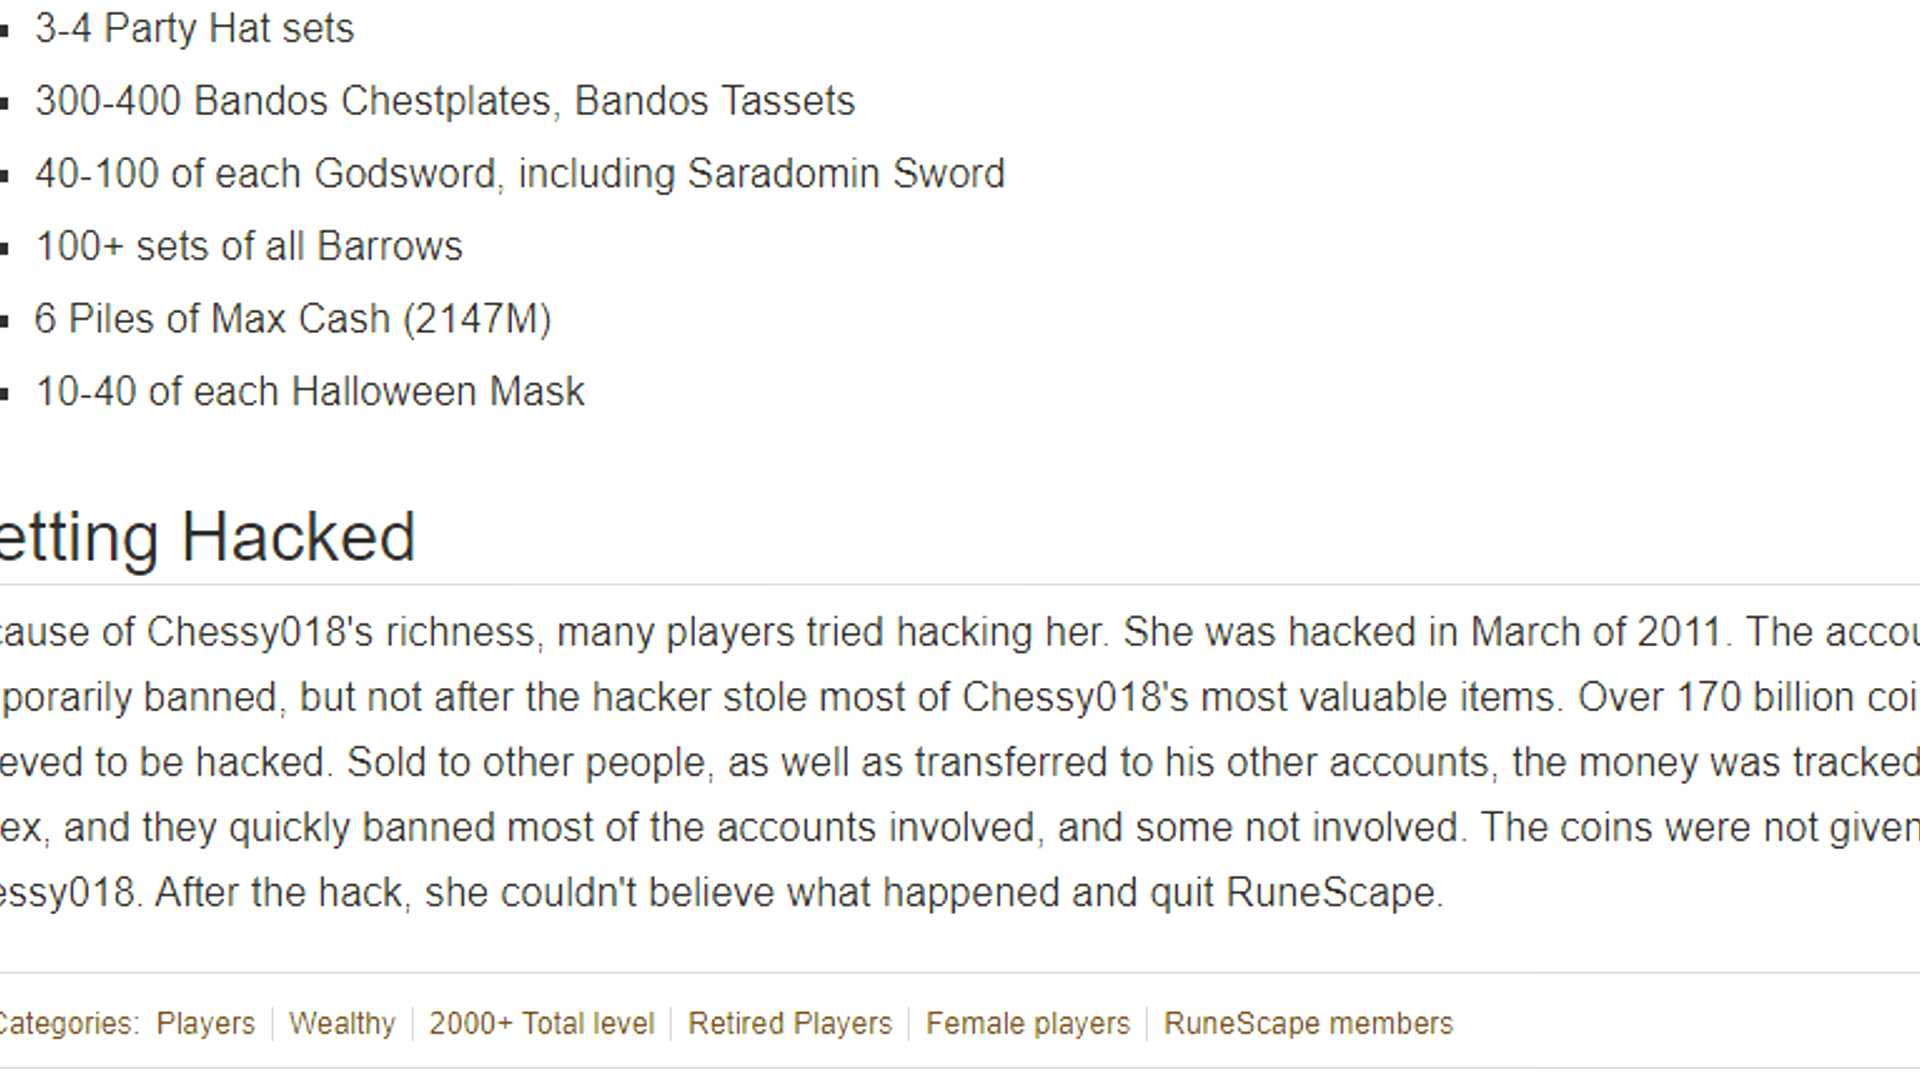 3-4 Party Hat sets
300-400 Bandos Chestplates, Bandos Tassets
40-100 of each Godsword, including Saradomin Sword
100+ sets of all Barrows
6 Piles of Max Cash (2147M)
10-40 of each Halloween Mask
etting Hacked
cause of Chessy018's richness, many players tried hacking her. She was hacked in March of 2011. The accou
porarily banned, but not after the hacker stole most of Chessy018's most valuable items. Over 170 billion coi
eved to be hacked. Sold to other people, as well as transferred to his other accounts, the money was tracked
ex, and they quickly banned most of the accounts involved, and some not involved. The coins were not given
essy018. After the hack, she couldn't believe what happened and quit RuneScape.
Categories: Players Wealthy 2000+ Total level Retired Players Female players RuneScape members